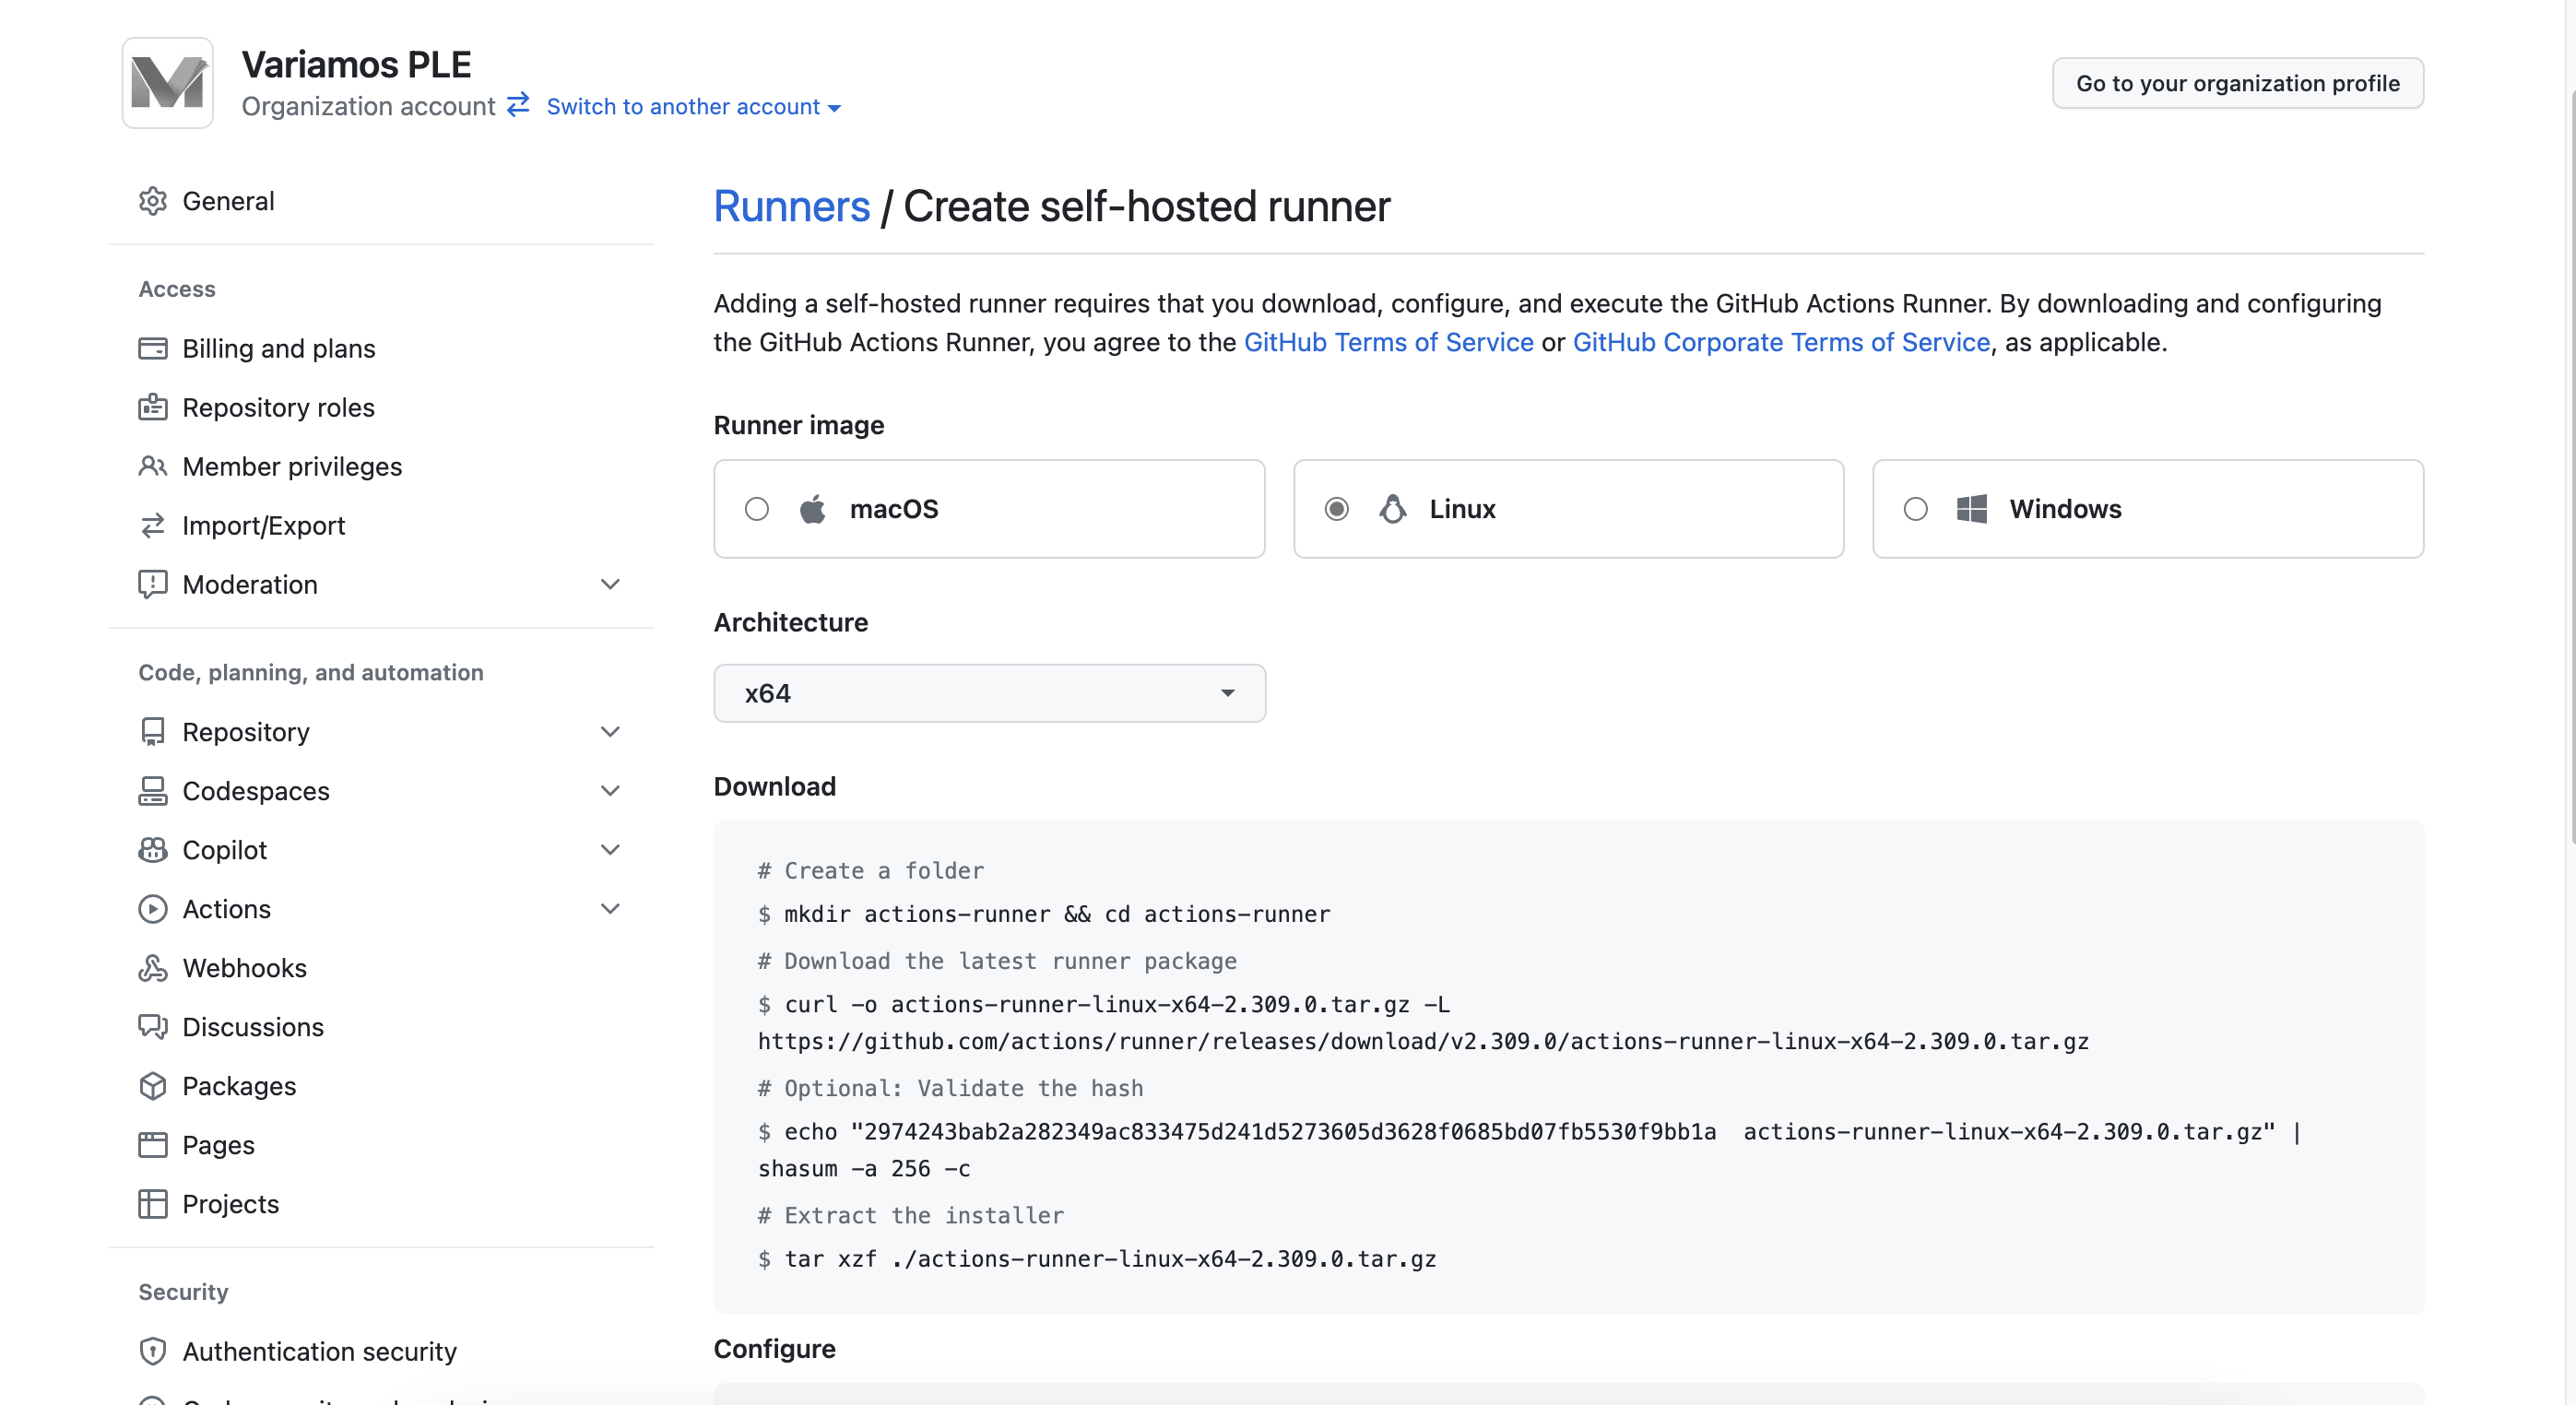 Variamos PLE
Organization account Switch to another account
Go to your organization profile
General
Access
Billing and plans
Repository roles
Member privileges
Import/Export
Moderation
Code, planning, and automation
Repository
Codespaces
Copilot
Actions
Webhooks
Discussions
Packages
Pages
Projects
Security
Authentication security
Runners / Create self-hosted runner
Adding a self-hosted runner requires that you download, configure, and execute the GitHub Actions Runner. By downloading and configuring
the GitHub Actions Runner, you agree to the GitHub Terms of Service or GitHub Corporate Terms of Service, as applicable.
Runner image
macOS
Linux
Windows
Architecture
x64
Download
# Create a folder
$ mkdir actions-runner && cd actions-runner
# Download the latest runner package
$ curl -o actions-runner-linux-x64-2.309.0.tar.gz -L
https://github.com/actions/runner/releases/download/v2.309.0/actions-runner-linux-x64-2.309.0.tar.gz
# Optional: Validate the hash
$ echo "2974243bab2a282349ac833475d241d5273605d3628f0685bd07fb5530f9bb1a  actions-runner-linux-x64-2.309.0.tar.gz" |
shasum -a 256 -c
# Extract the installer
$ tar xzf ./actions-runner-linux-x64-2.309.0.tar.gz
Configure